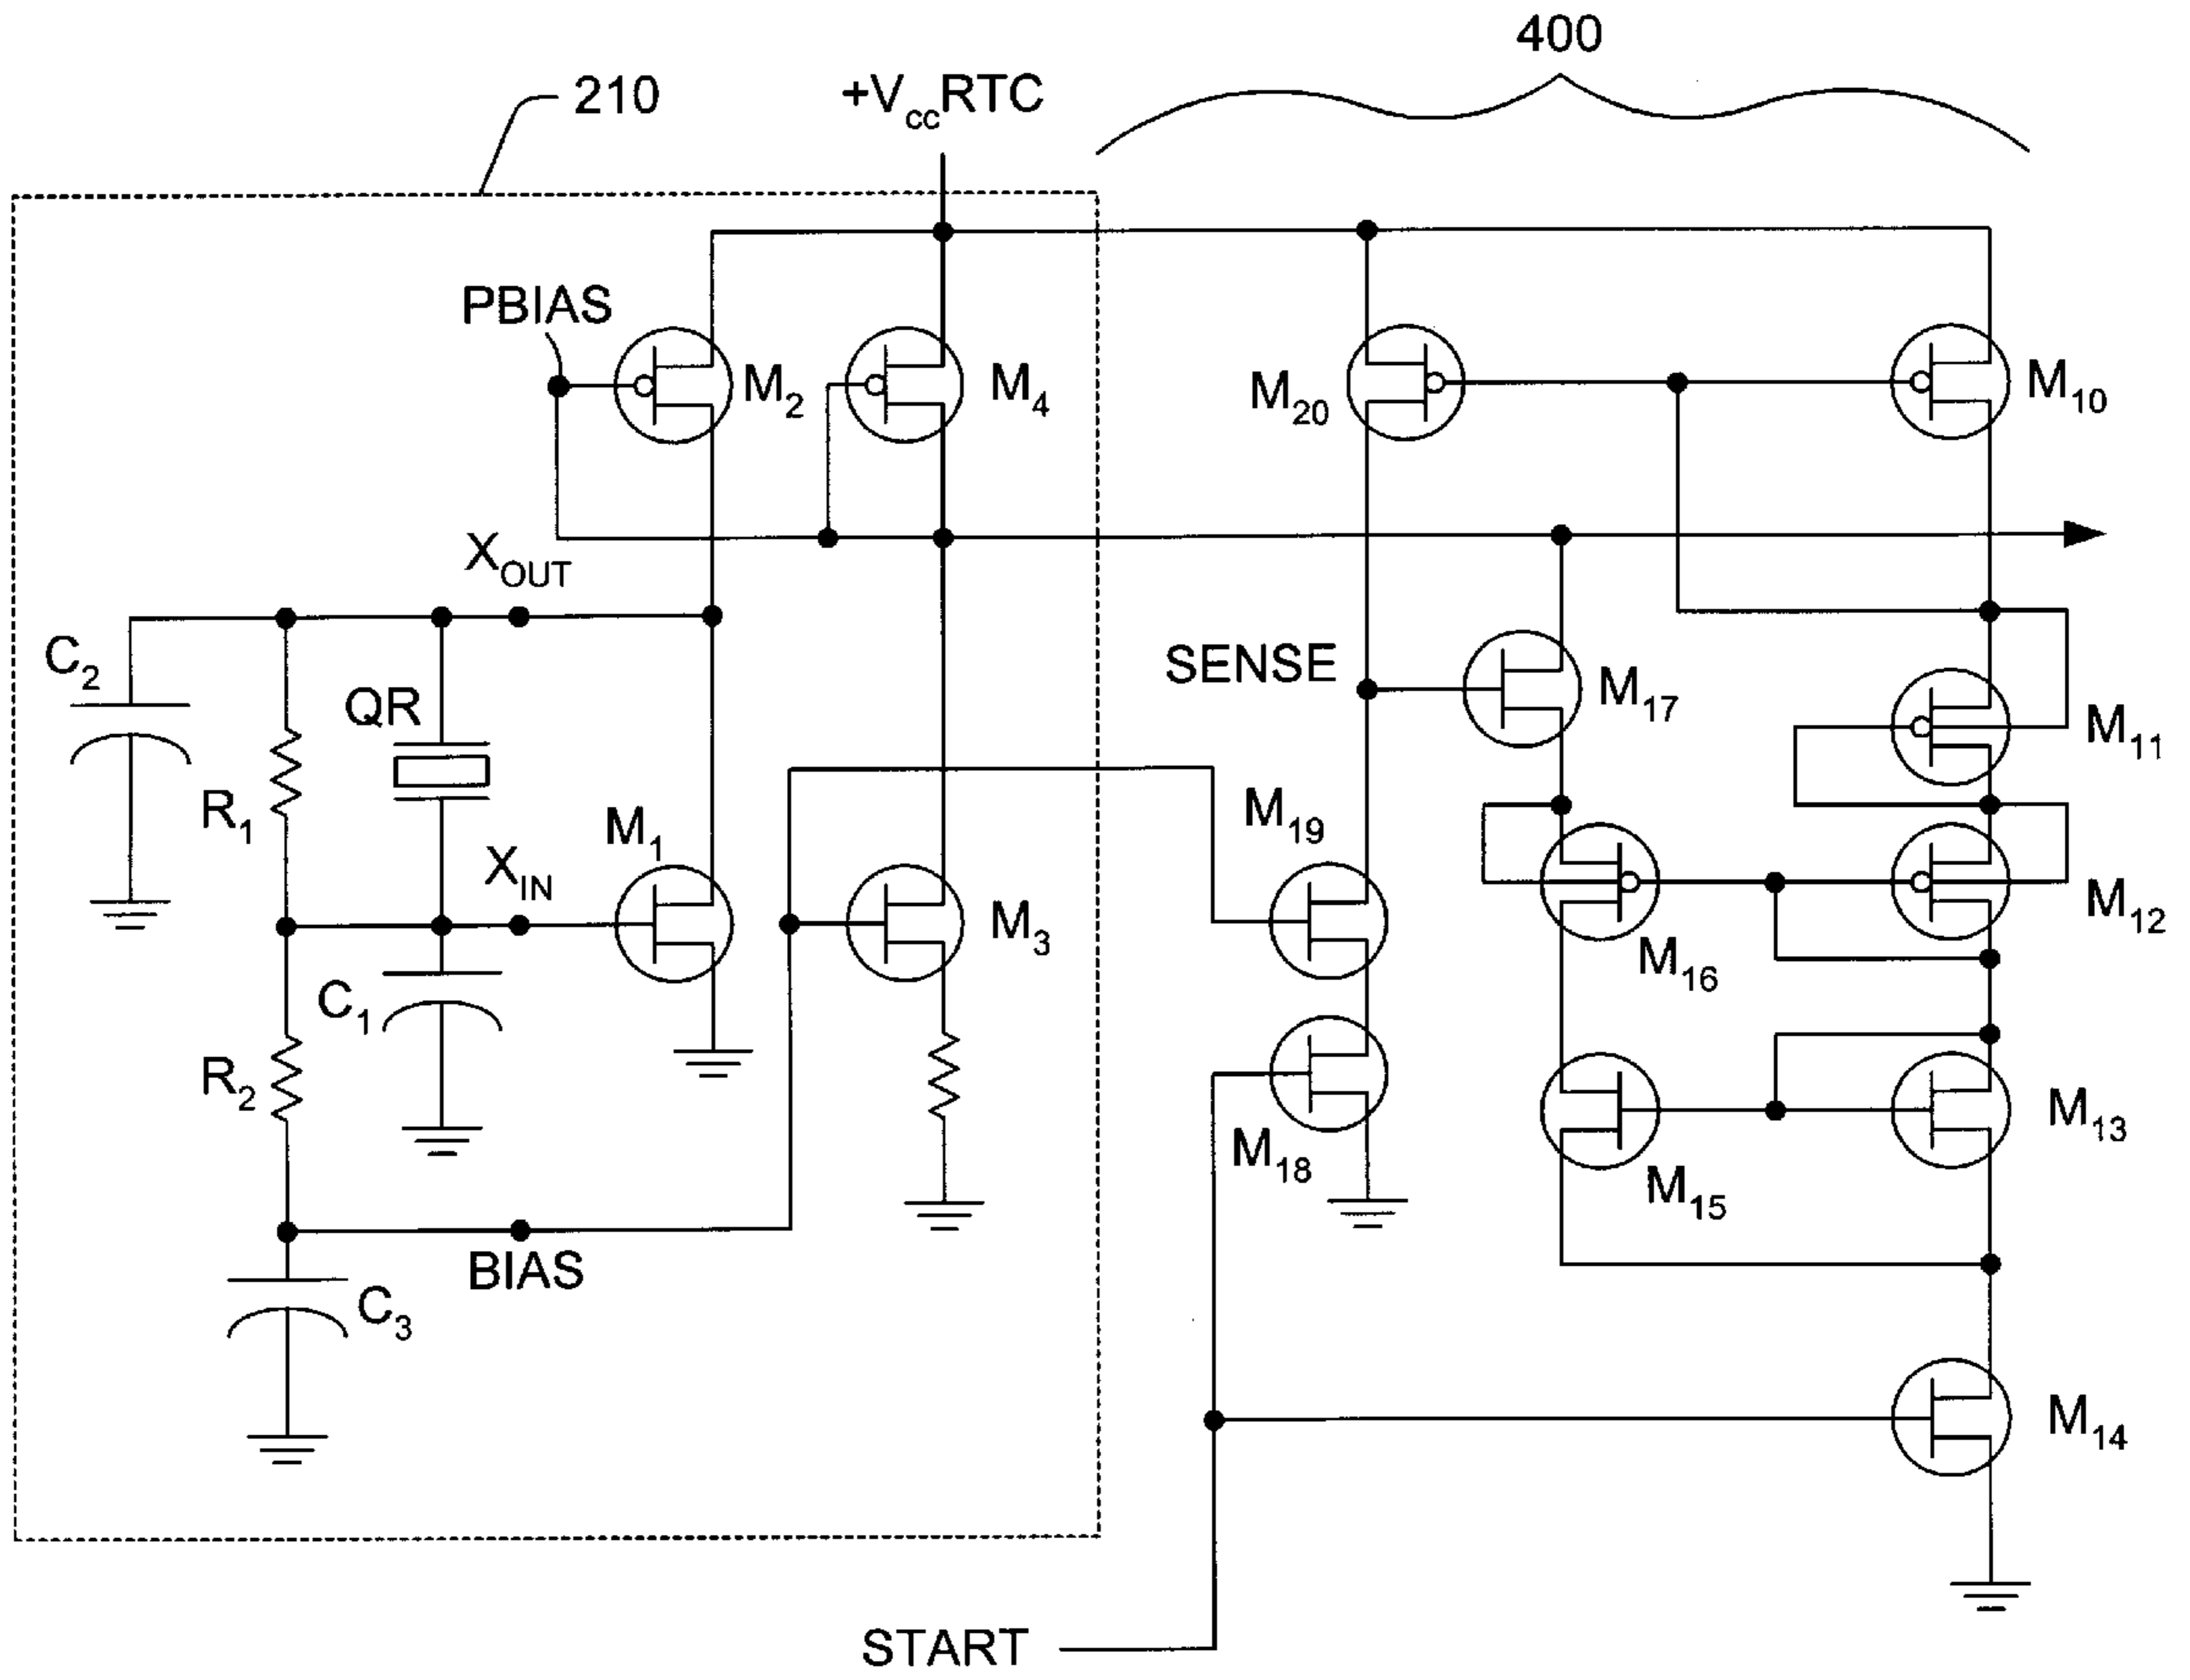 400
210
+VccRTC
PBIAS
M2
M4
M20
M10
XOUT
C2
QR
SENSE
M17
M11
R1
M1
M19
XIN
M3
M12
M16
C1
R2
M18
M13
M15
BIAS
C3
M14
START